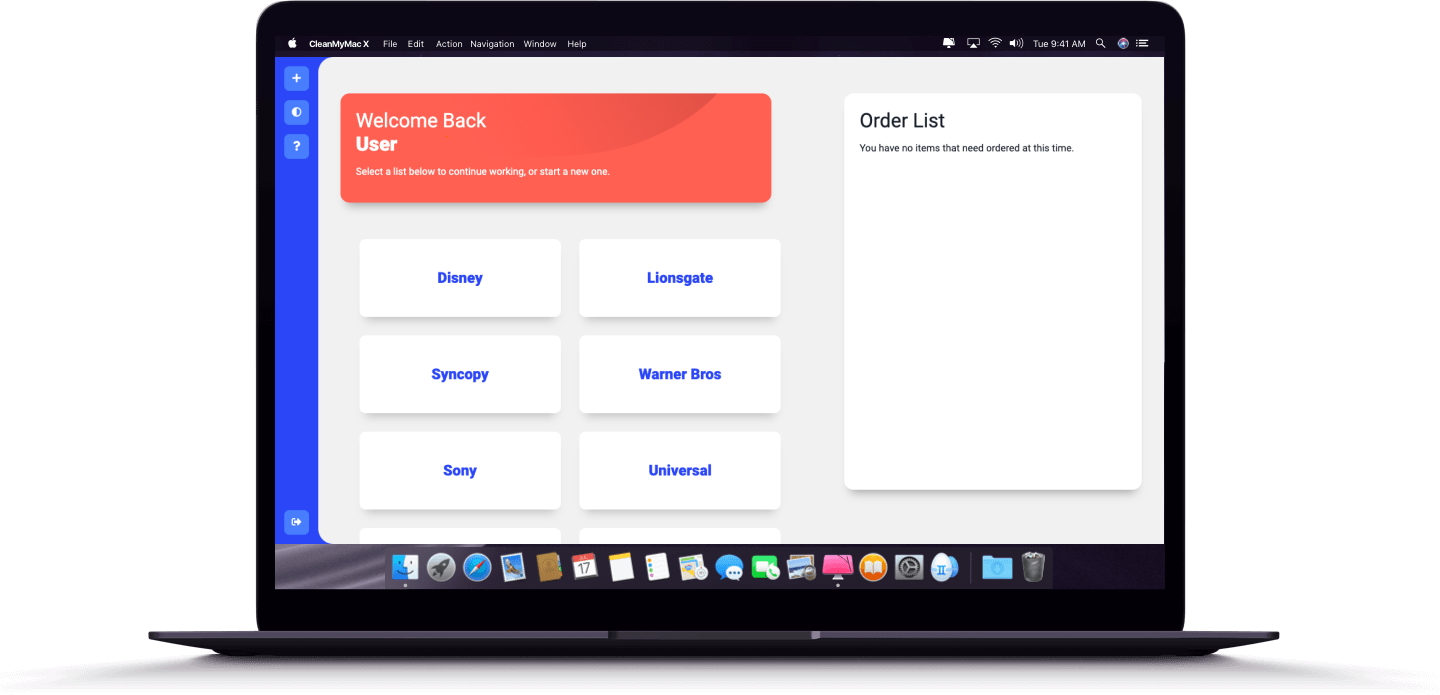 CleanMyMac X File Edit Action Navigation Window Help Tue 9:41 AM
+
?
Welcome Back
User
Select a list below to continue working, or start a new one.
Order List
You have no items that need ordered at this time.
Disney Lionsgate
Syncopy Warner Bros
Sony Universal
17